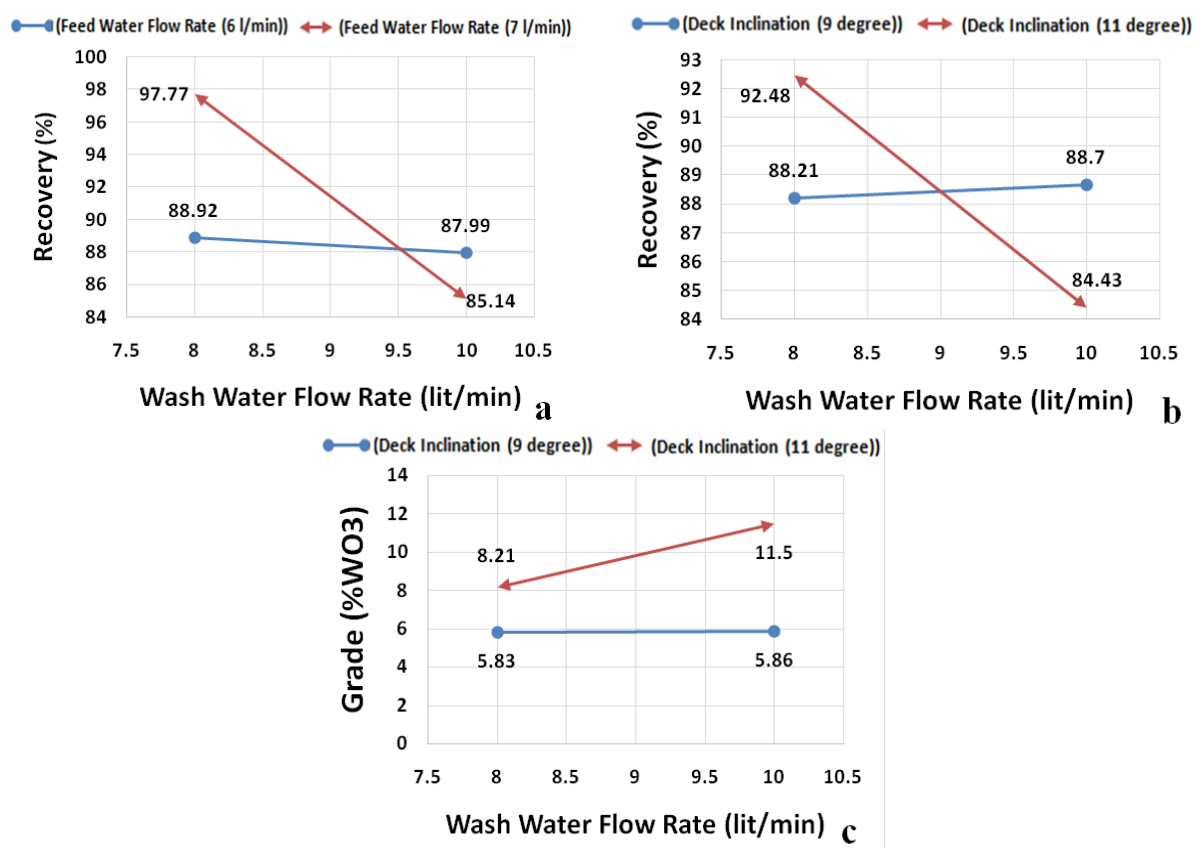 (Feed Water Flow Rate (6 l/min)) (Feed Water Flow Rate (7 l/min))
100
98
96
94
92
90
88
86
84
Recovery (%)
97.77
88.92
87.99
85.14
7.5 8 8.5 9 9.5 10 10.5
Wash Water Flow Rate (lit/min)
a
(Deck Inclination (9 degree)) (Deck Inclination (11 degree))
93
92
91
90
89
88
87
86
85
84
Recovery (%)
92.48
88.21
88.7
84.43
7.5 8 8.5 9 9.5 10 10.5
Wash Water Flow Rate (lit/min)
b
(Deck Inclination (9 degree)) (Deck Inclination (11 degree))
14
12
10
8
6
4
2
0
Grade (%WO3)
8.21
11.5
5.83
5.86
7.5 8 8.5 9 9.5 10 10.5
Wash Water Flow Rate (lit/min)
c